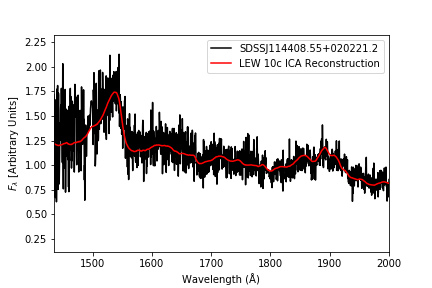 SDSSJ114408.55+020221.2
LEW 10c ICA Reconstruction
2.25
2.00
1.75
1.50
1.25
1.00
0.75
0.50
0.25
Fλ [Arbitrary Units]
1500 1600 1700 1800 1900 2000
Wavelength (Å)